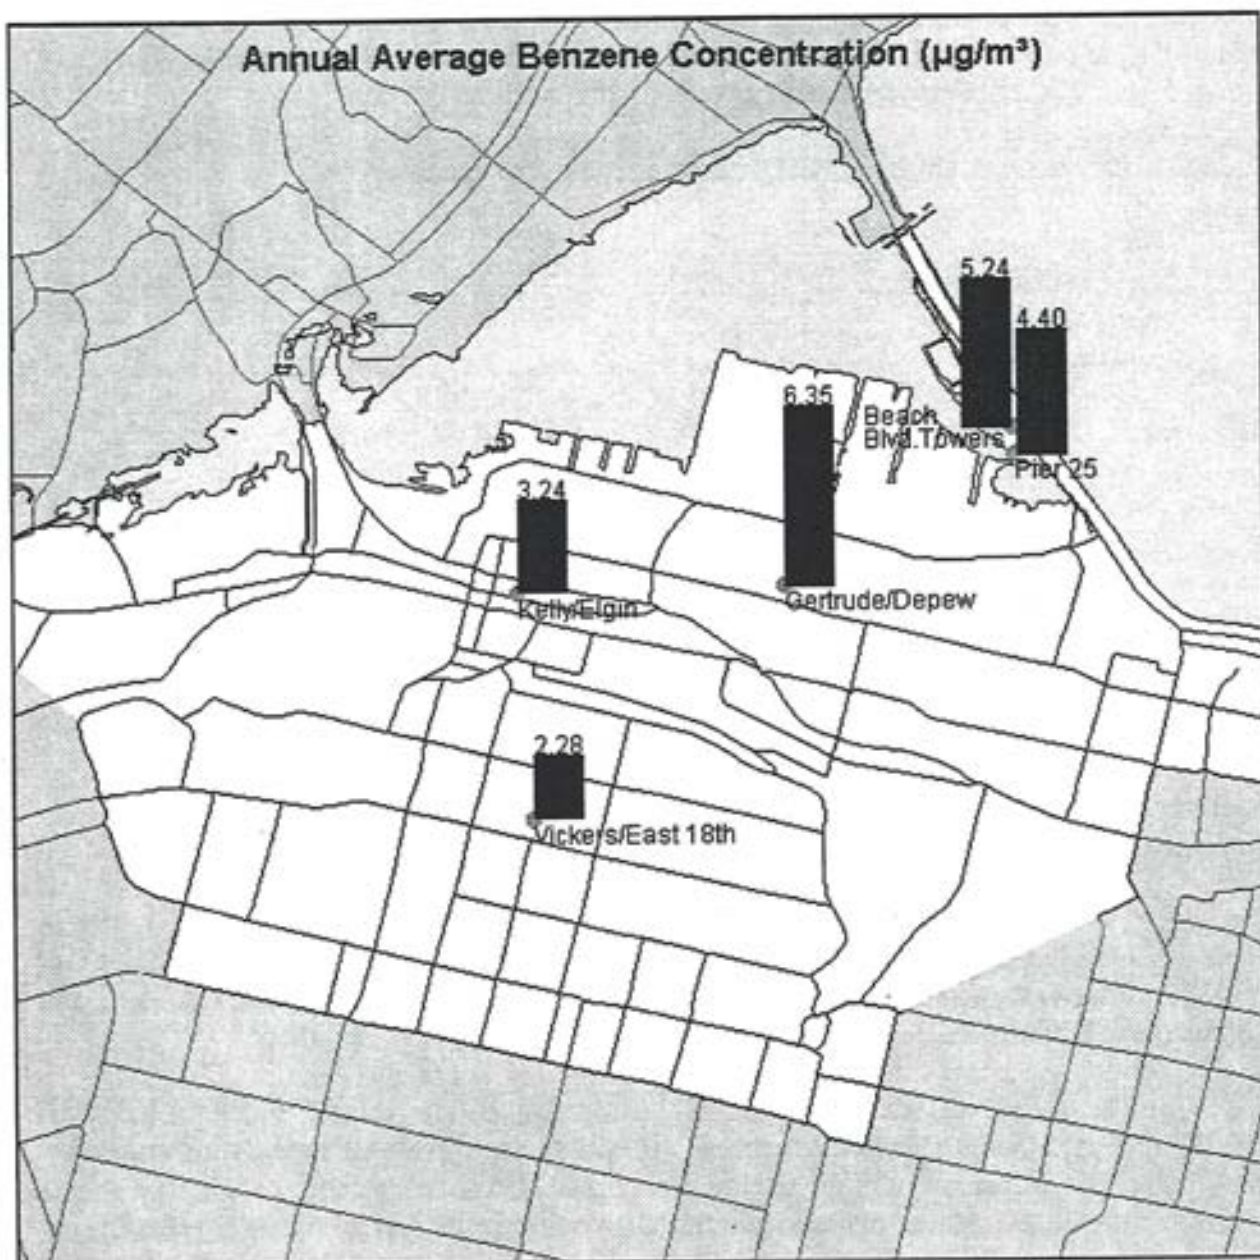 Annual Average Benzene Concentration (µg/m³)
5.24
4.40
6.35
Beach
Blvd.Towers
Pier 25
3.24
Kelly/Elgin
Gertrude/Depew
2.28
Vickers/East 18th